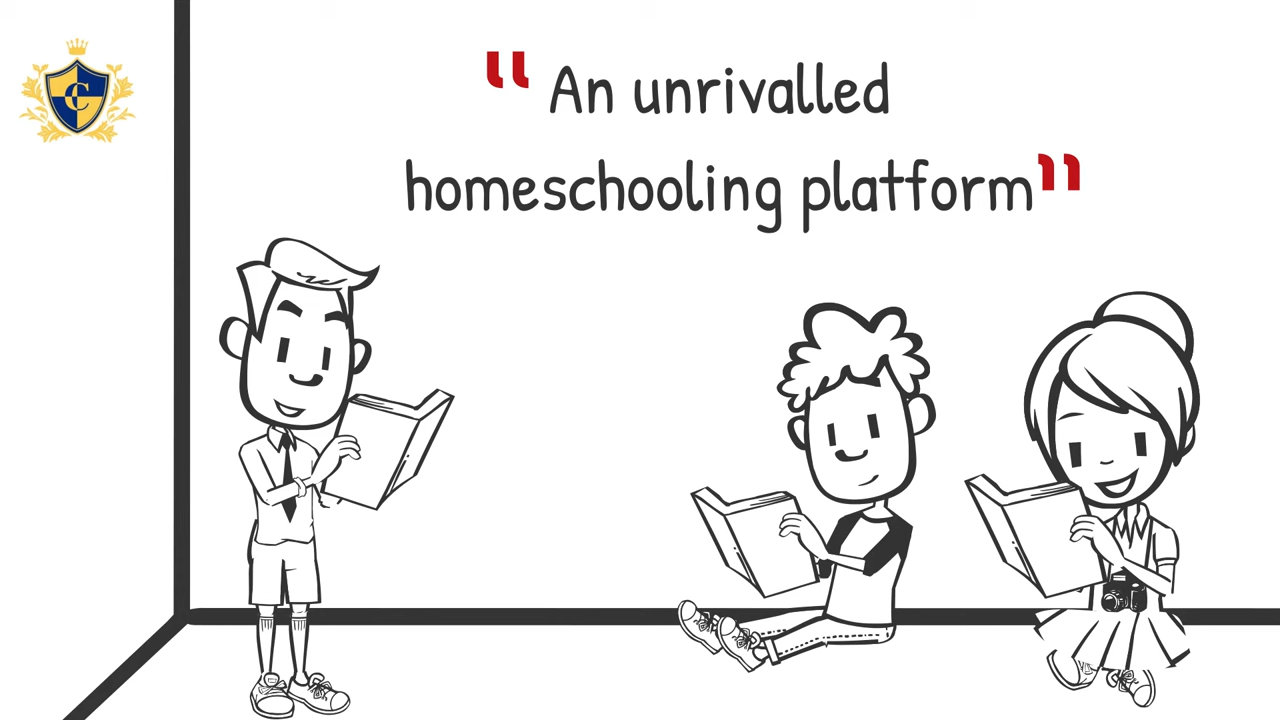 C
“ An unrivalled
homeschooling platform”